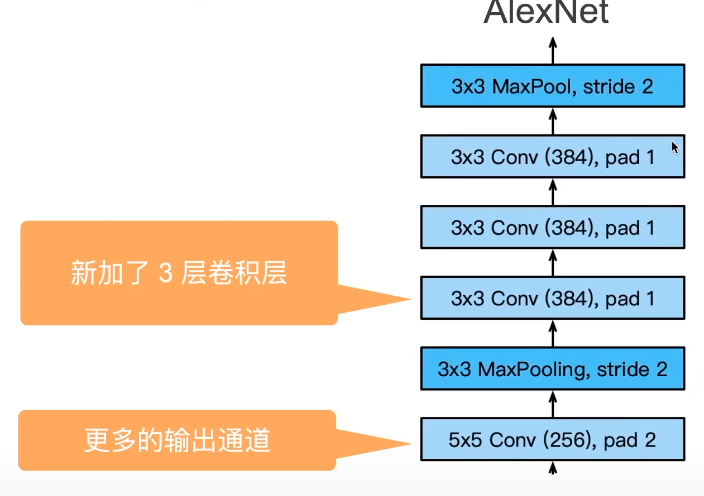 AlexNet
3x3 MaxPool, stride 2
3x3 Conv (384), pad 1
3x3 Conv (384), pad 1
新加了 3 层卷积层
3x3 Conv (384), pad 1
3x3 MaxPooling, stride 2
更多的输出通道
5x5 Conv (256), pad 2